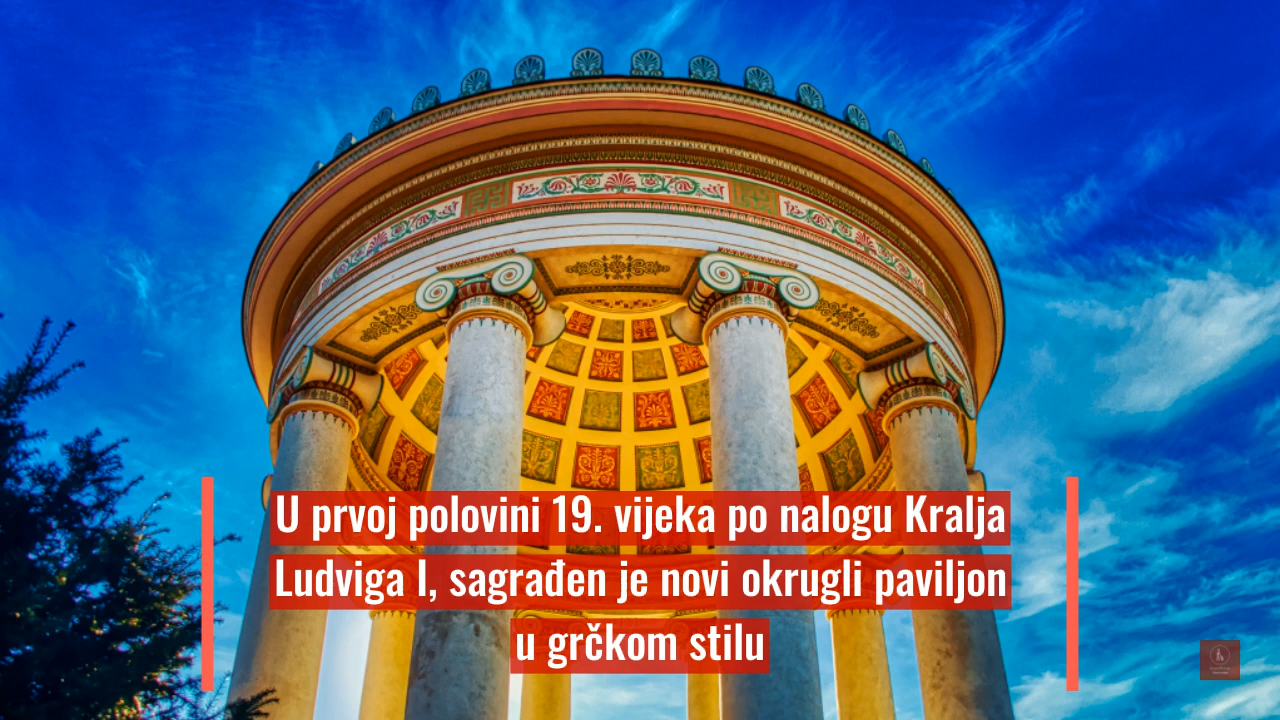 U prvoj polovini 19. vijeka po nalogu Kralja
Ludviga I, sagrađen je novi okrugli paviljon
u grčkom stilu